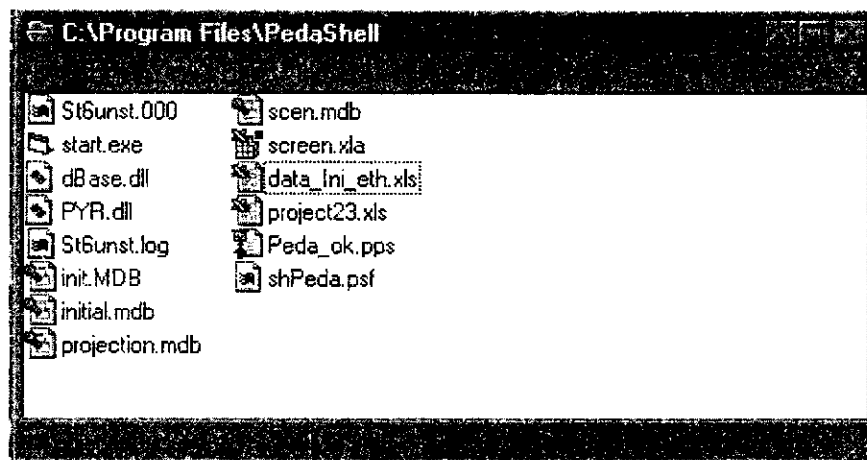 C:\Program Files\PedaShell
St6unst.000
start.exe
dBase.dll
PYR.dll
St6unst.log
init.MDB
initial.mdb
projection.mdb
scen.mdb
screen.xla
data_Ini_eth.xls
project23.xls
Peda_ok.pps
shPeda.psf